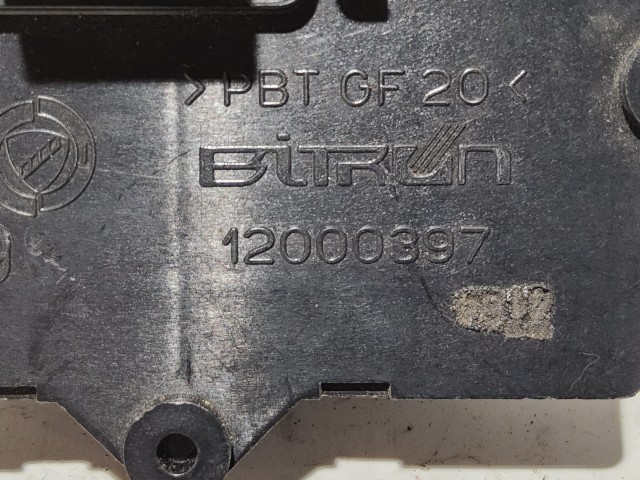 >PBT GF 20<
BITRON
12000397